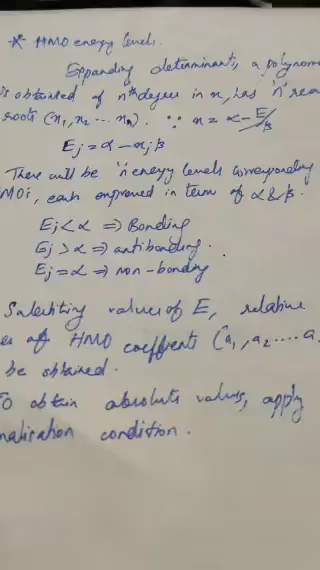 * HMO energy levels.
Expanding determinants, a polynom
is obtained of nth degree in x, has 'n' rea
roots (x₁, x₂ ... xₙ). ∵ x = α-E/β
Ej = α - xjβ
There will be 'n' energy levels corresponding
MOs, each expressed in term of α & β.
Ej < α ⇒ Bonding
Ej > α ⇒ antibonding.
Ej = α ⇒ non-bonding
Substituting values of E, relative
es of HMO coefficients (a₁, a₂ .... a
be obtained.
To obtain absolute values, apply
malisation condition.